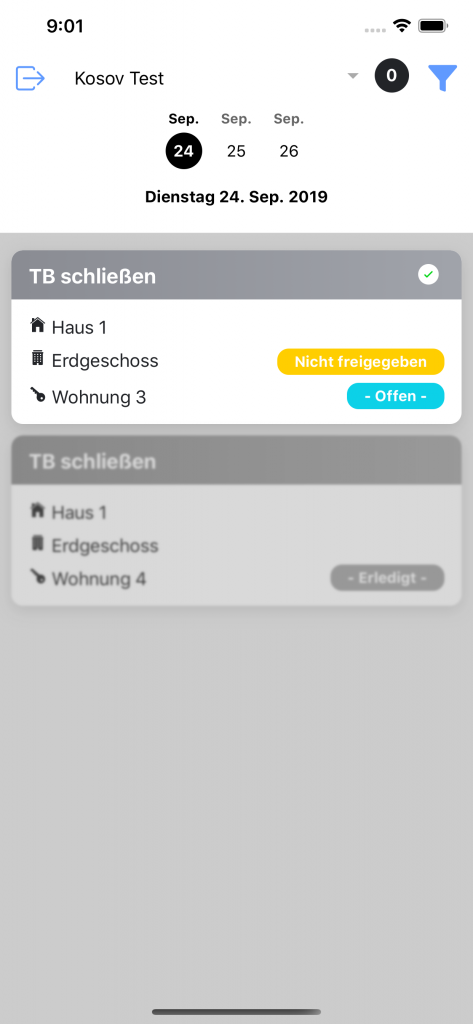 9:01
Kosov Test
0
Sep. Sep. Sep.
24 25 26
Dienstag 24. Sep. 2019
TB schließen
Haus 1
Erdgeschoss
Nicht freigegeben
Wohnung 3
- Offen -
TB schließen
Haus 1
Erdgeschoss
Wohnung 4
- Erledigt -